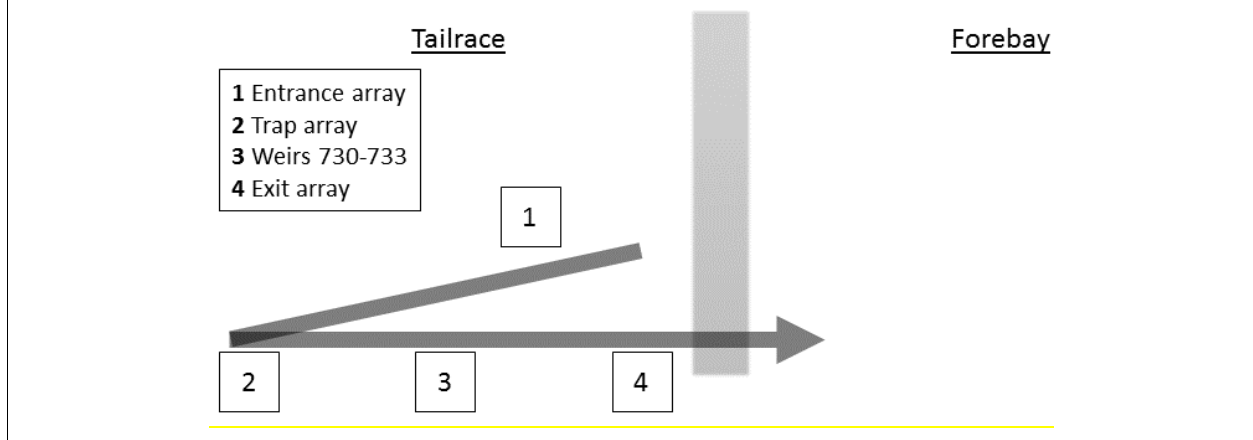 Tailrace
Forebay
1 Entrance array
2 Trap array
3 Weirs 730-733
4 Exit array
1
2
3
4